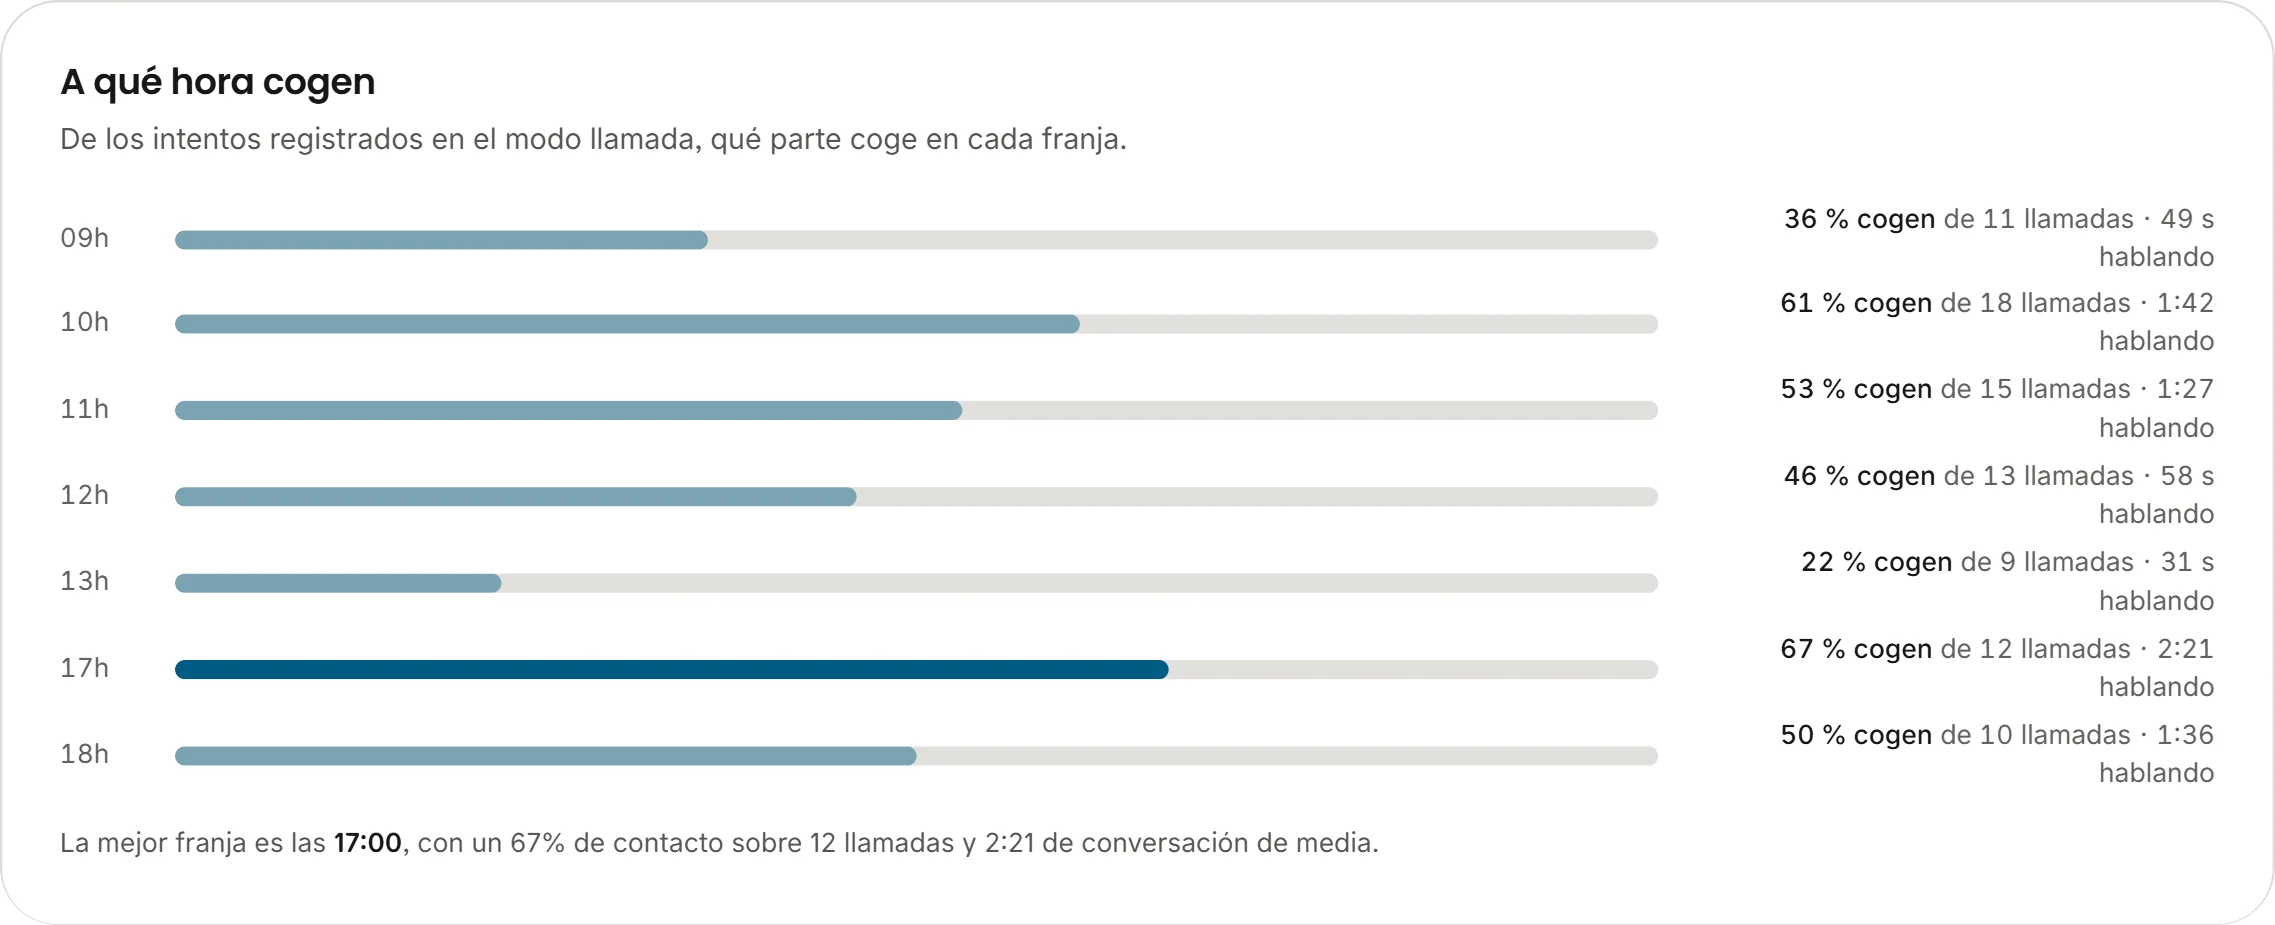 A qué hora cogen
De los intentos registrados en el modo llamada, qué parte coge en cada franja.
09h
36 % cogen de 11 llamadas · 49 s
hablando
10h
61 % cogen de 18 llamadas · 1:42
hablando
11h
53 % cogen de 15 llamadas · 1:27
hablando
12h
46 % cogen de 13 llamadas · 58 s
hablando
13h
22 % cogen de 9 llamadas · 31 s
hablando
17h
67 % cogen de 12 llamadas · 2:21
hablando
18h
50 % cogen de 10 llamadas · 1:36
hablando
La mejor franja es las 17:00, con un 67% de contacto sobre 12 llamadas y 2:21 de conversación de media.